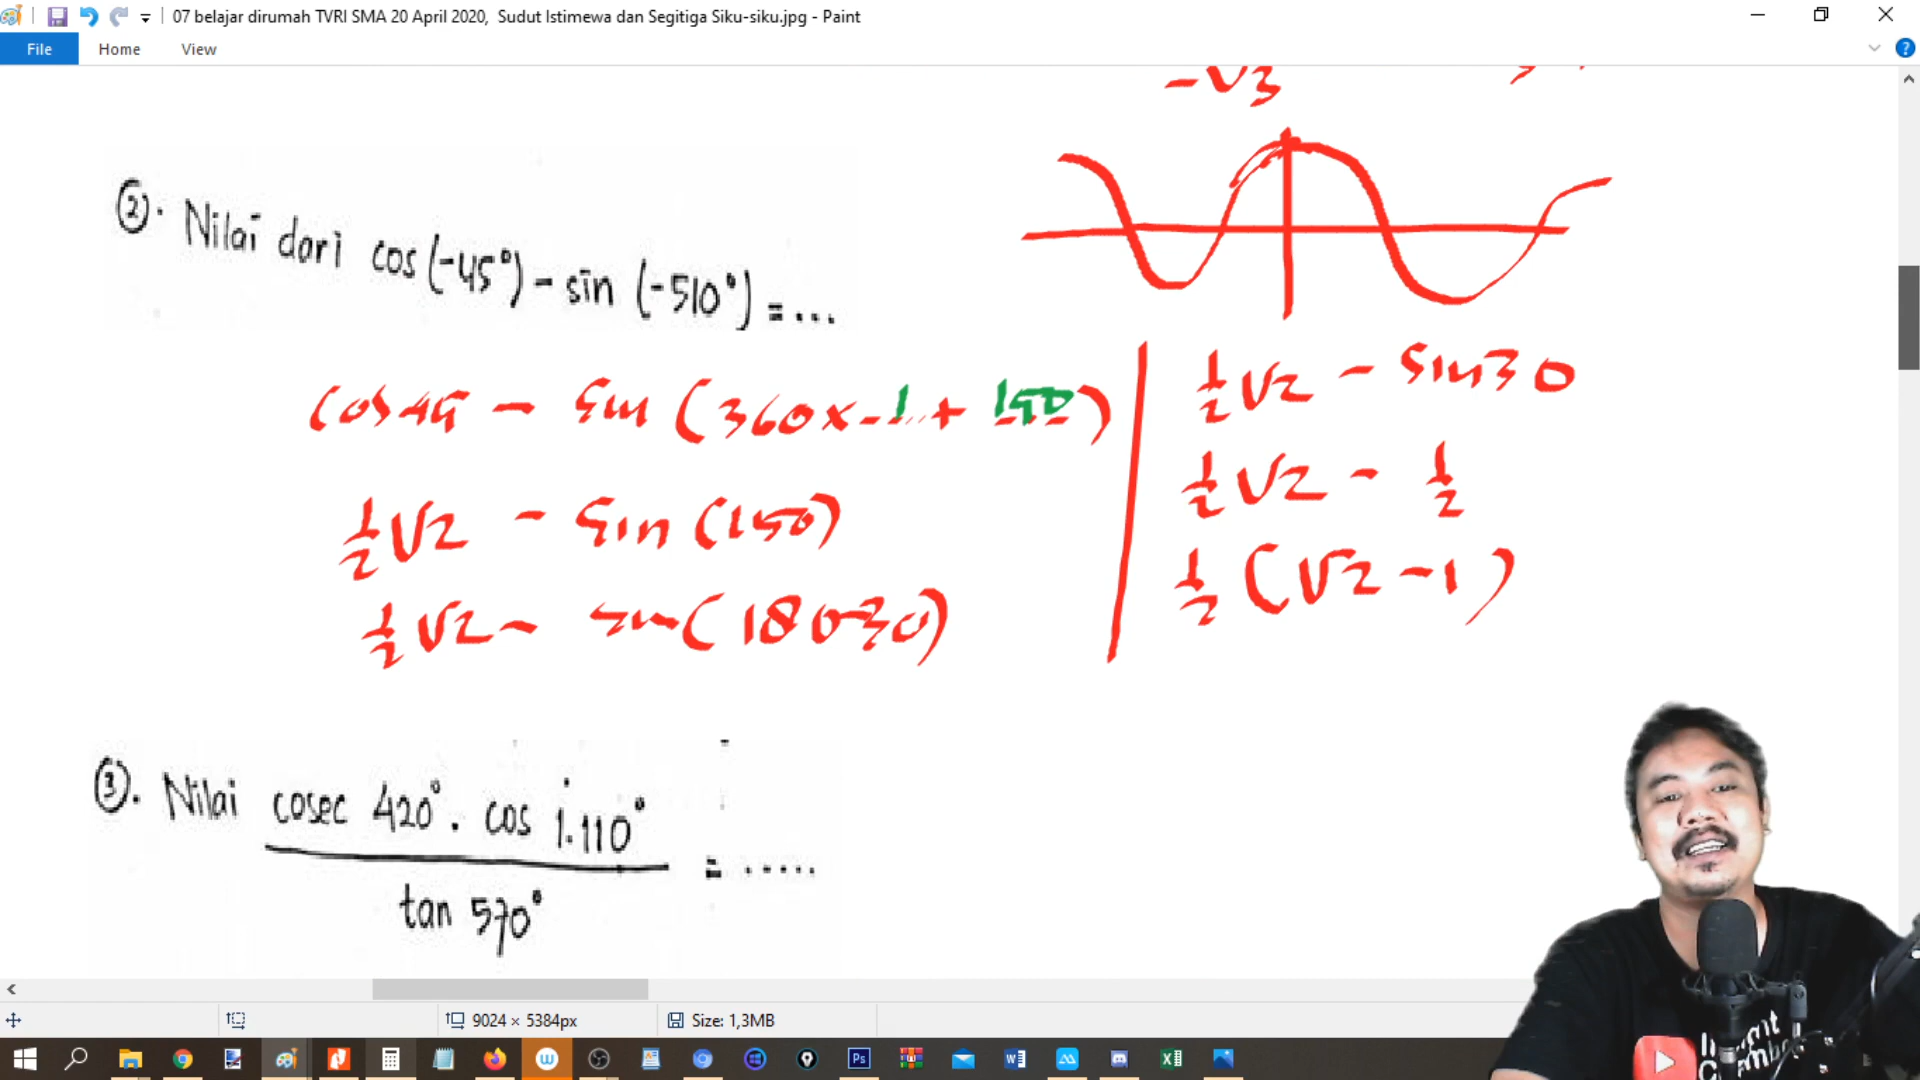 07 belajar dirumah TVRI SMA 20 April 2020, Sudut Istimewa dan Segitiga Siku-siku.jpg - Paint
File Home View
-√3
②. Nilai dari cos(-45°) - sin (-510°) = ...
cos 45 - sin (360 x -1 + 150)
½√2 - sin (150)
½√2 - sin (180-30)
½√2 - sin 30
½√2 - ½
½ (√2 - 1)
③. Nilai cosec 420° . cos 1.110° = .....
tan 570°
9024 × 5384px
Size: 1,3MB